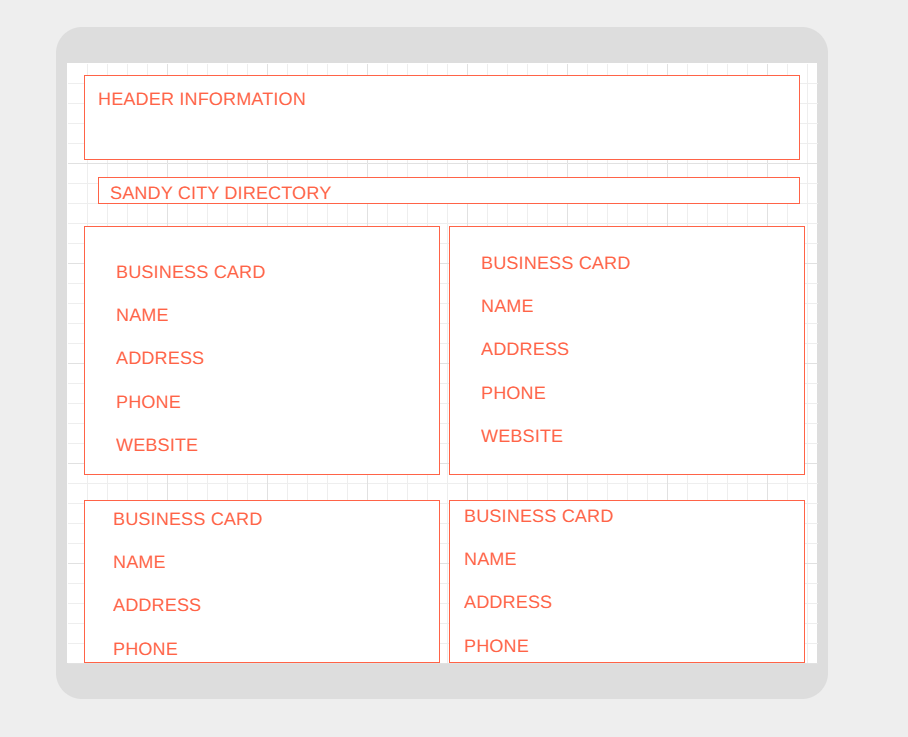 HEADER INFORMATION
SANDY CITY DIRECTORY
BUSINESS CARD
NAME
ADDRESS
PHONE
WEBSITE
BUSINESS CARD
NAME
ADDRESS
PHONE
WEBSITE
BUSINESS CARD
NAME
ADDRESS
PHONE
BUSINESS CARD
NAME
ADDRESS
PHONE